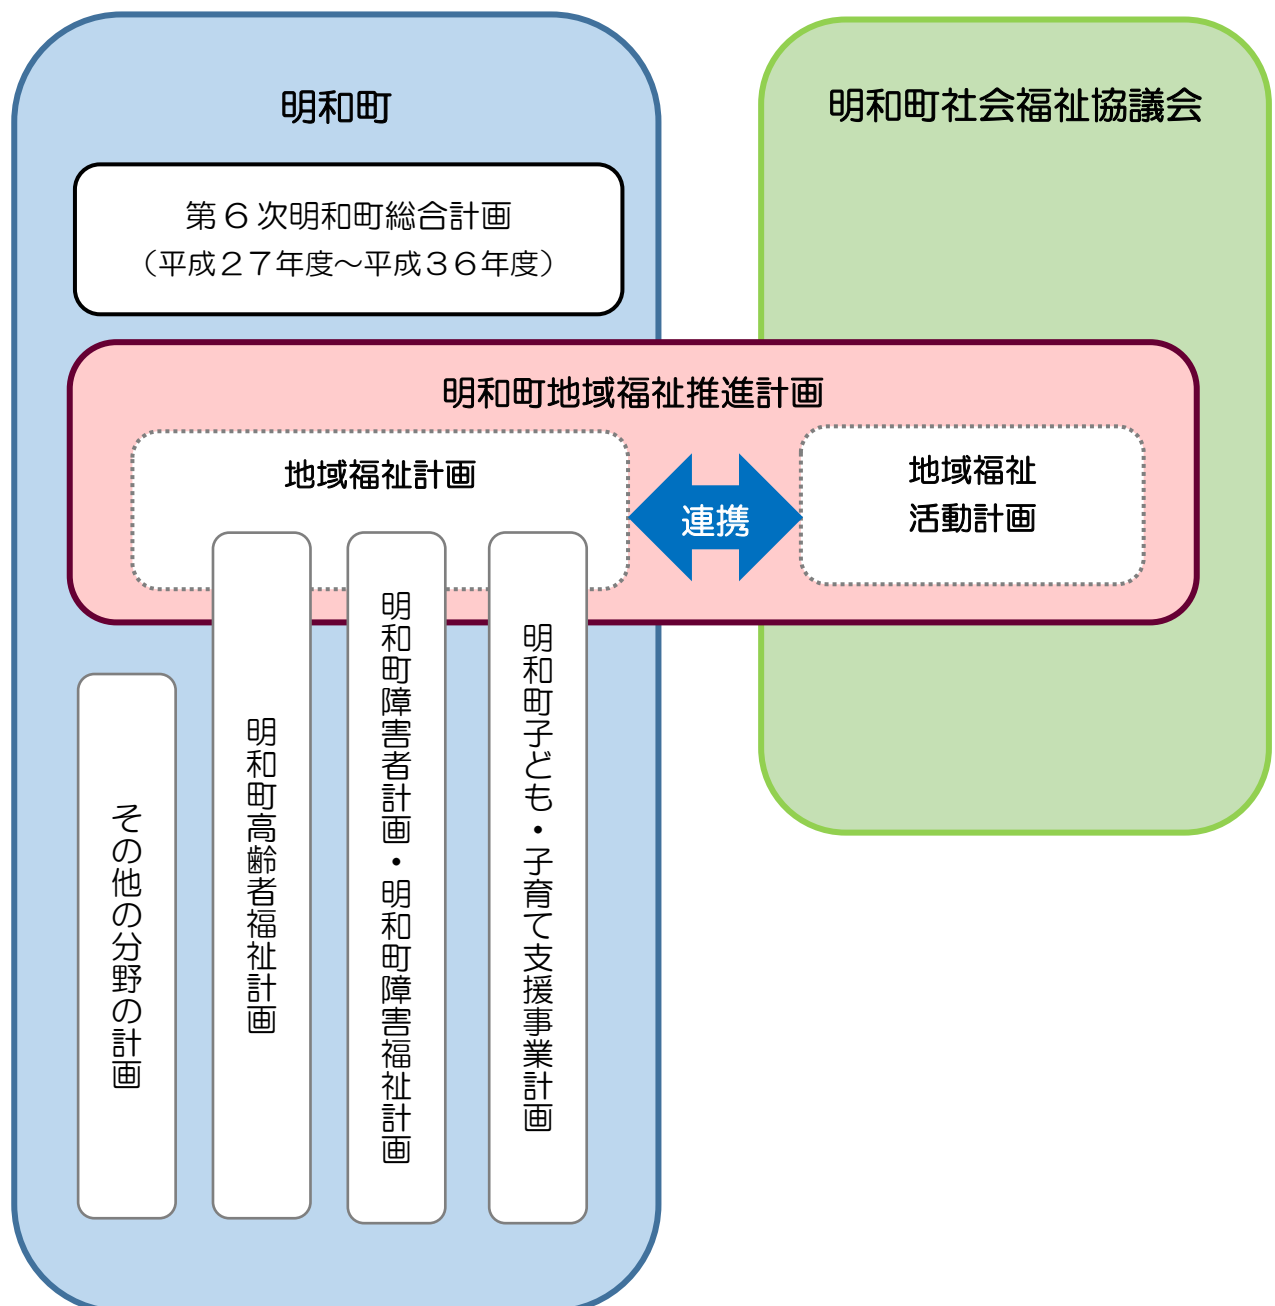 明和町
明和町社会福祉協議会
第６次明和町総合計画
（平成２７年度～平成３６年度）
明和町地域福祉推進計画
地域福祉計画
連携
地域福祉
活動計画
その他の分野の計画
明和町高齢者福祉計画
明和町障害者計画・明和町障害福祉計画
明和町子ども・子育て支援事業計画